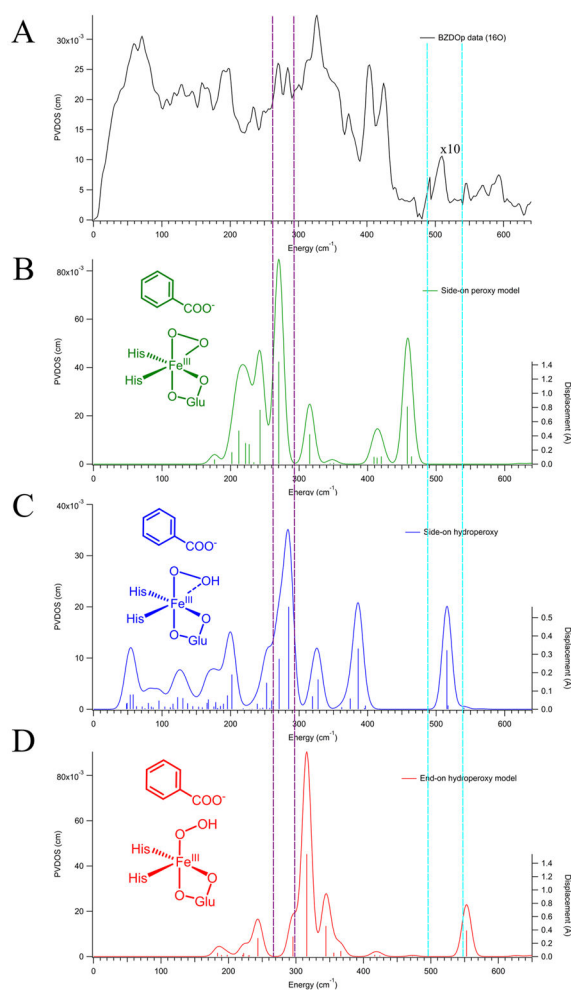 A
BZDOp data (16O)
30x10⁻³
25
20
15
10
5
0
PVDOS (cm)
x10
0
100
200
300
400
500
600
Energy (cm⁻¹)
B
Side-on peroxy model
80x10⁻³
60
40
20
0
PVDOS (cm)
COO⁻
O
O
His
Fe^III
His
O
O
Glu
1.4
1.2
1.0
0.8
0.6
0.4
0.2
0.0
Displacement (A)
0
100
200
300
400
500
600
Energy (cm⁻¹)
C
Side-on hydroperoxy
40x10⁻³
30
20
10
0
PVDOS (cm)
COO⁻
O
OH
His
Fe^III
His
O
O
Glu
0.5
0.4
0.3
0.2
0.1
0.0
Displacement (A)
0
100
200
300
400
500
600
Energy (cm⁻¹)
D
End-on hydroperoxy model
80x10⁻³
60
40
20
0
PVDOS (cm)
COO⁻
OH
O
His
Fe^III
His
O
O
Glu
1.4
1.2
1.0
0.8
0.6
0.4
0.2
0.0
Displacement (A)
0
100
200
300
400
500
600
Energy (cm⁻¹)